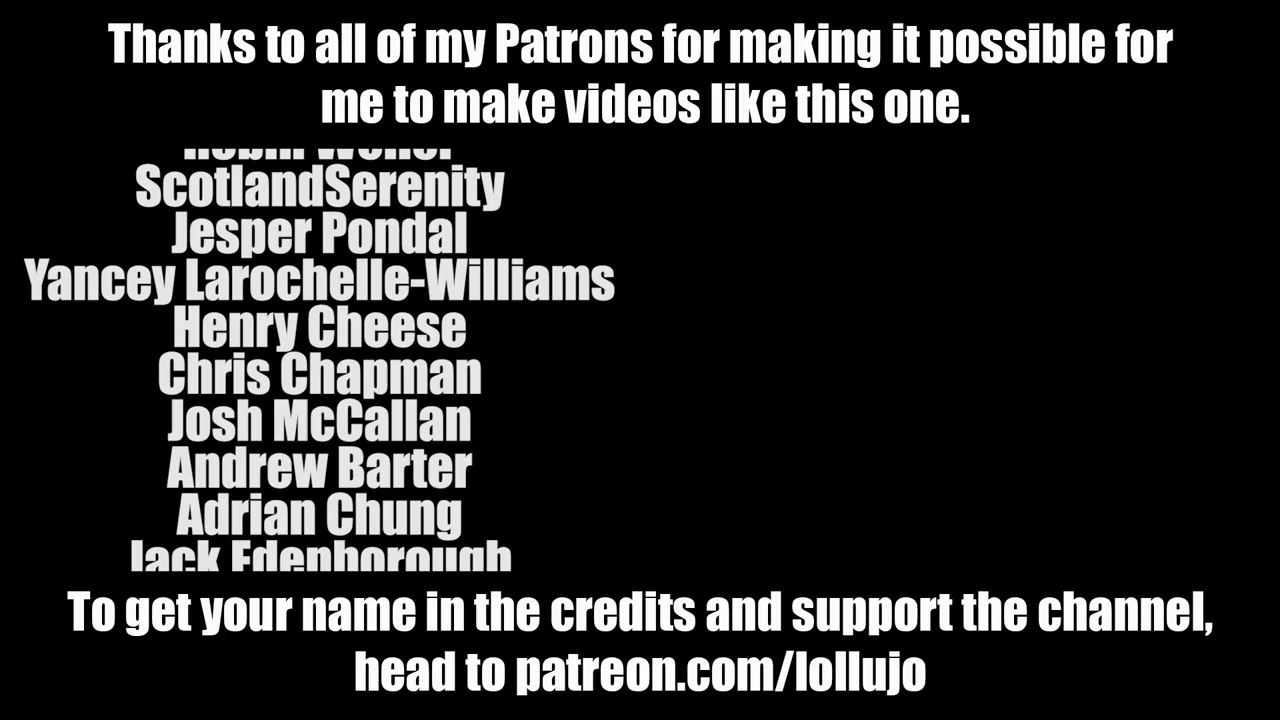 Thanks to all of my Patrons for making it possible for
me to make videos like this one.
ScotlandSerenity
Jesper Pondal
Yancey Larochelle-Williams
Henry Cheese
Chris Chapman
Josh McCallan
Andrew Barter
Adrian Chung
Jack Edenborough
To get your name in the credits and support the channel,
head to patreon.com/lollujo